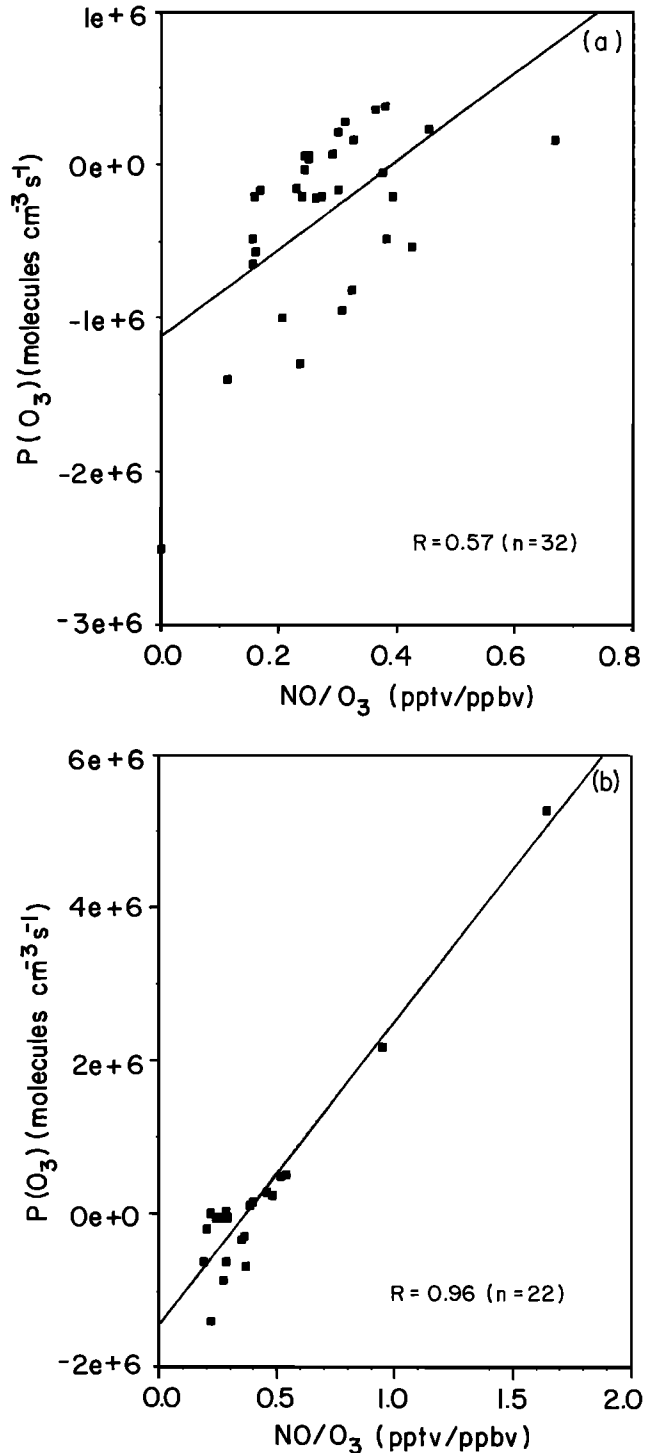 (a)
1e+6
0e+0
-1e+6
-2e+6
-3e+6
P(O₃)(molecules cm⁻³s⁻¹)
R=0.57 (n=32)
0.0 0.2 0.4 0.6 0.8
NO/O₃ (pptv/ppbv)
(b)
6e+6
4e+6
2e+6
0e+0
-2e+6
P(O₃)(molecules cm⁻³s⁻¹)
R = 0.96 (n=22)
0.0 0.5 1.0 1.5 2.0
NO/O₃ (pptv/ppbv)